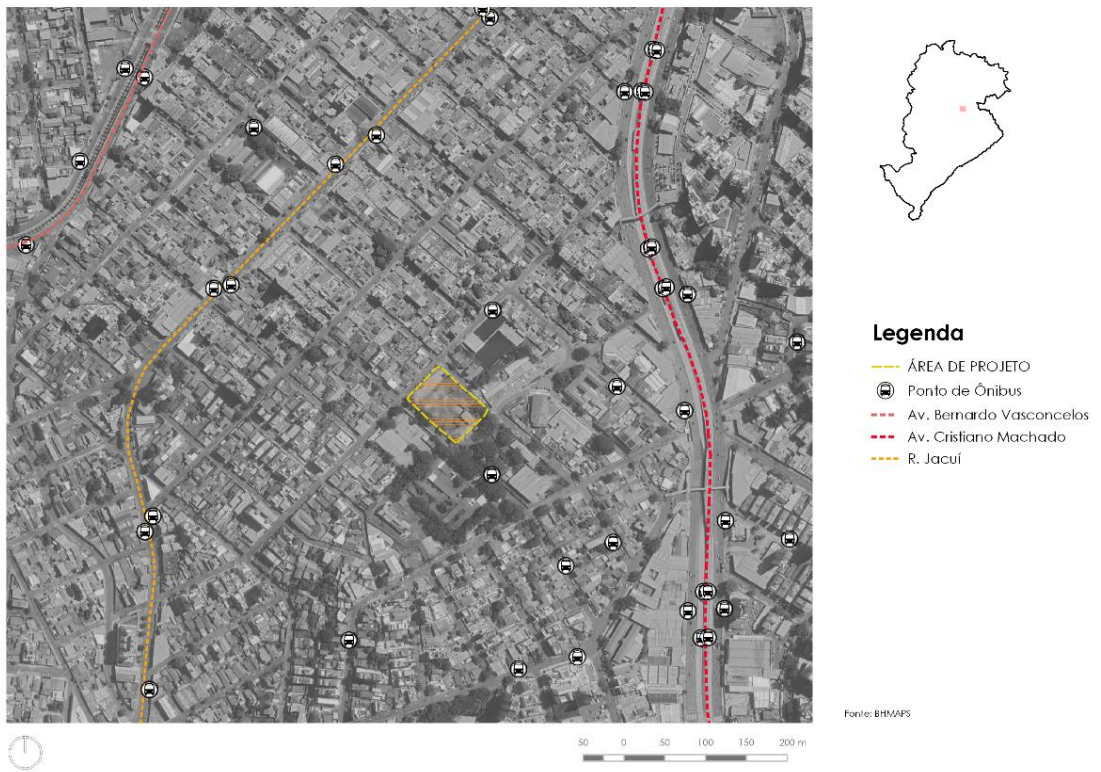 Legenda
ÁREA DE PROJETO
Ponto de Ônibus
Av. Bernardo Vasconcelos
Av. Cristiano Machado
R. Jacuí
Fonte: BHMAPS
50 0 50 100 150 200 m